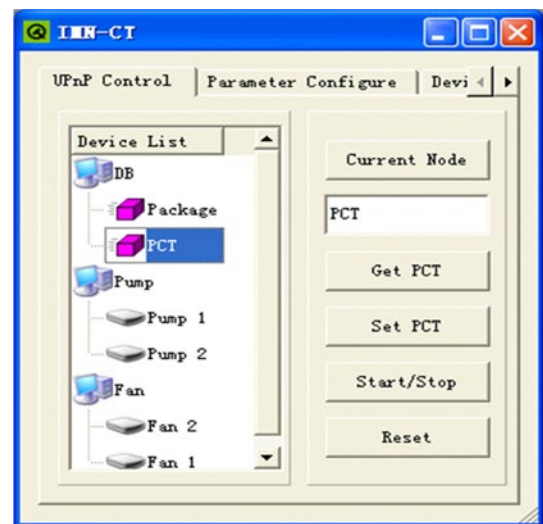 IMN-CT
UPnP Control
Parameter Configure
Devi
Device List
DB
Package
PCT
Pump
Pump 1
Pump 2
Fan
Fan 2
Fan 1
Current Node
PCT
Get PCT
Set PCT
Start/Stop
Reset